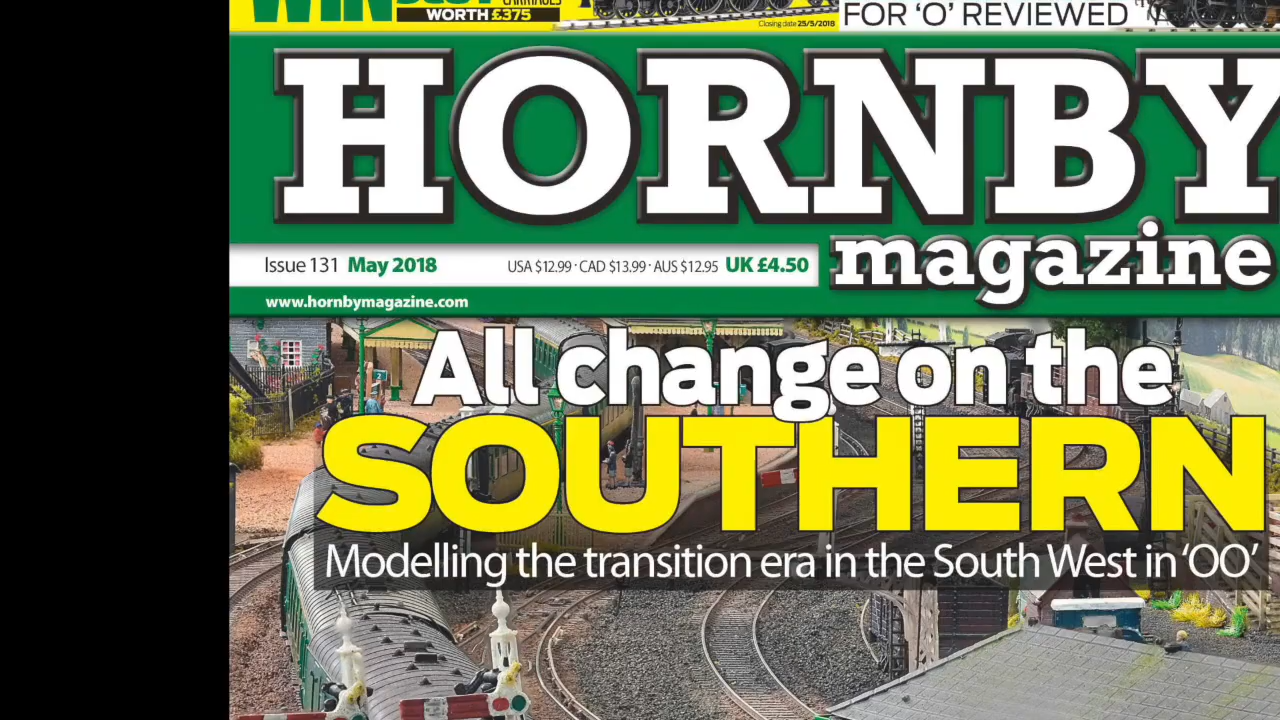 WIN
CARRIAGES
WORTH £375
Closing date 25/5/2018
FOR ‘O’ REVIEWED
HORNBY
magazine
Issue 131 May 2018
USA $12.99 · CAD $13.99 · AUS $12.95 UK £4.50
www.hornbymagazine.com
All change on the
SOUTHERN
Modelling the transition era in the South West in ‘OO’